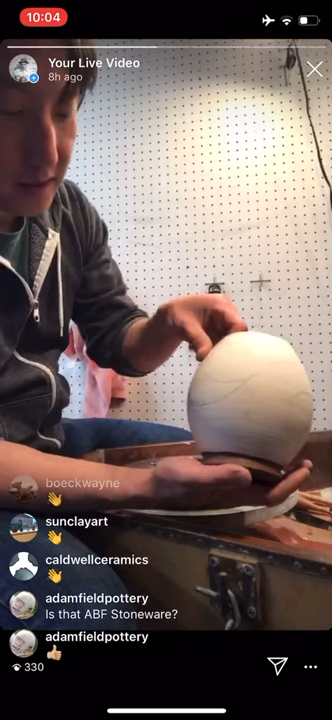 10:04
Your Live Video
8h ago
boeckwayne
👋
sunclayart
👋
caldwellceramics
👋
adamfieldpottery
Is that ABF Stoneware?
adamfieldpottery
👍🏼
330